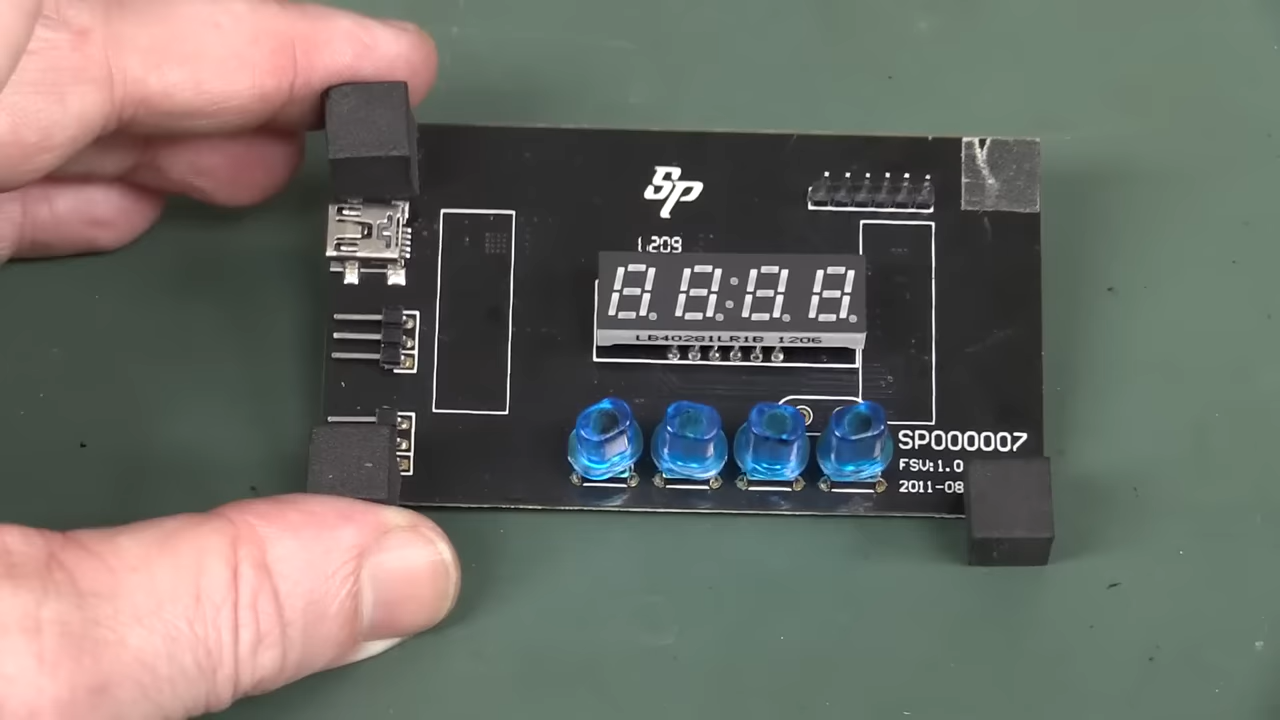 SP
1209
LB40281LR1B 1206
SP000007
FSV:1.0
2011-08